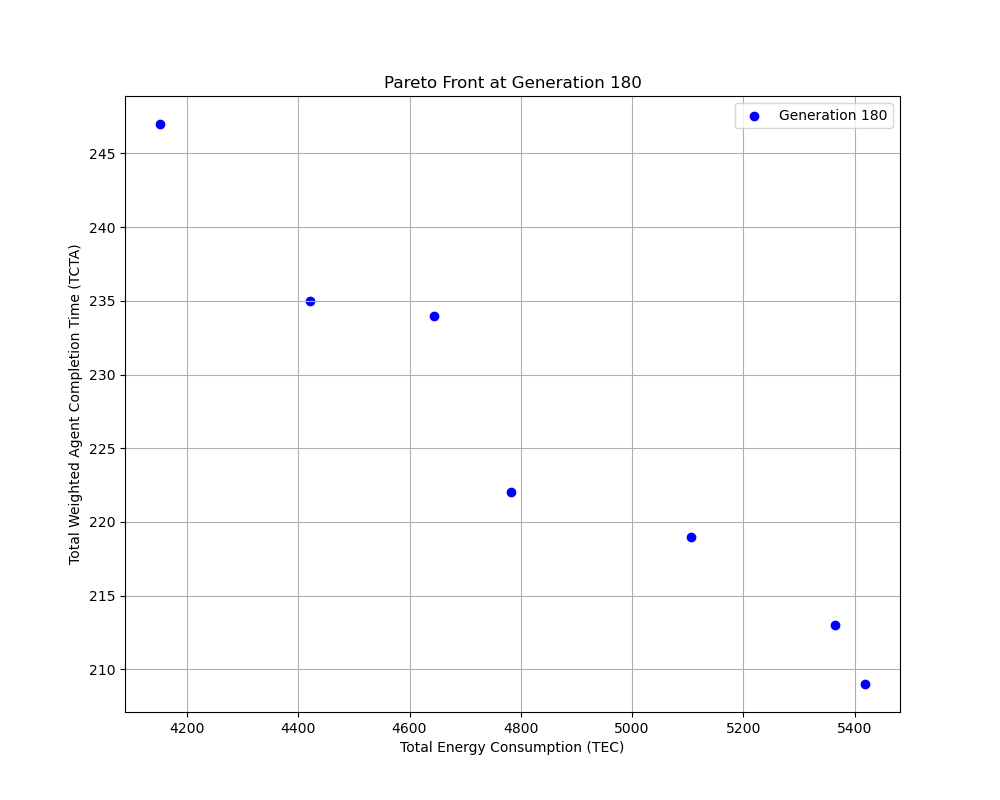 Pareto Front at Generation 180
Generation 180
Total Weighted Agent Completion Time (TCTA)
245
240
235
230
225
220
215
210
4200 4400 4600 4800 5000 5200 5400
Total Energy Consumption (TEC)